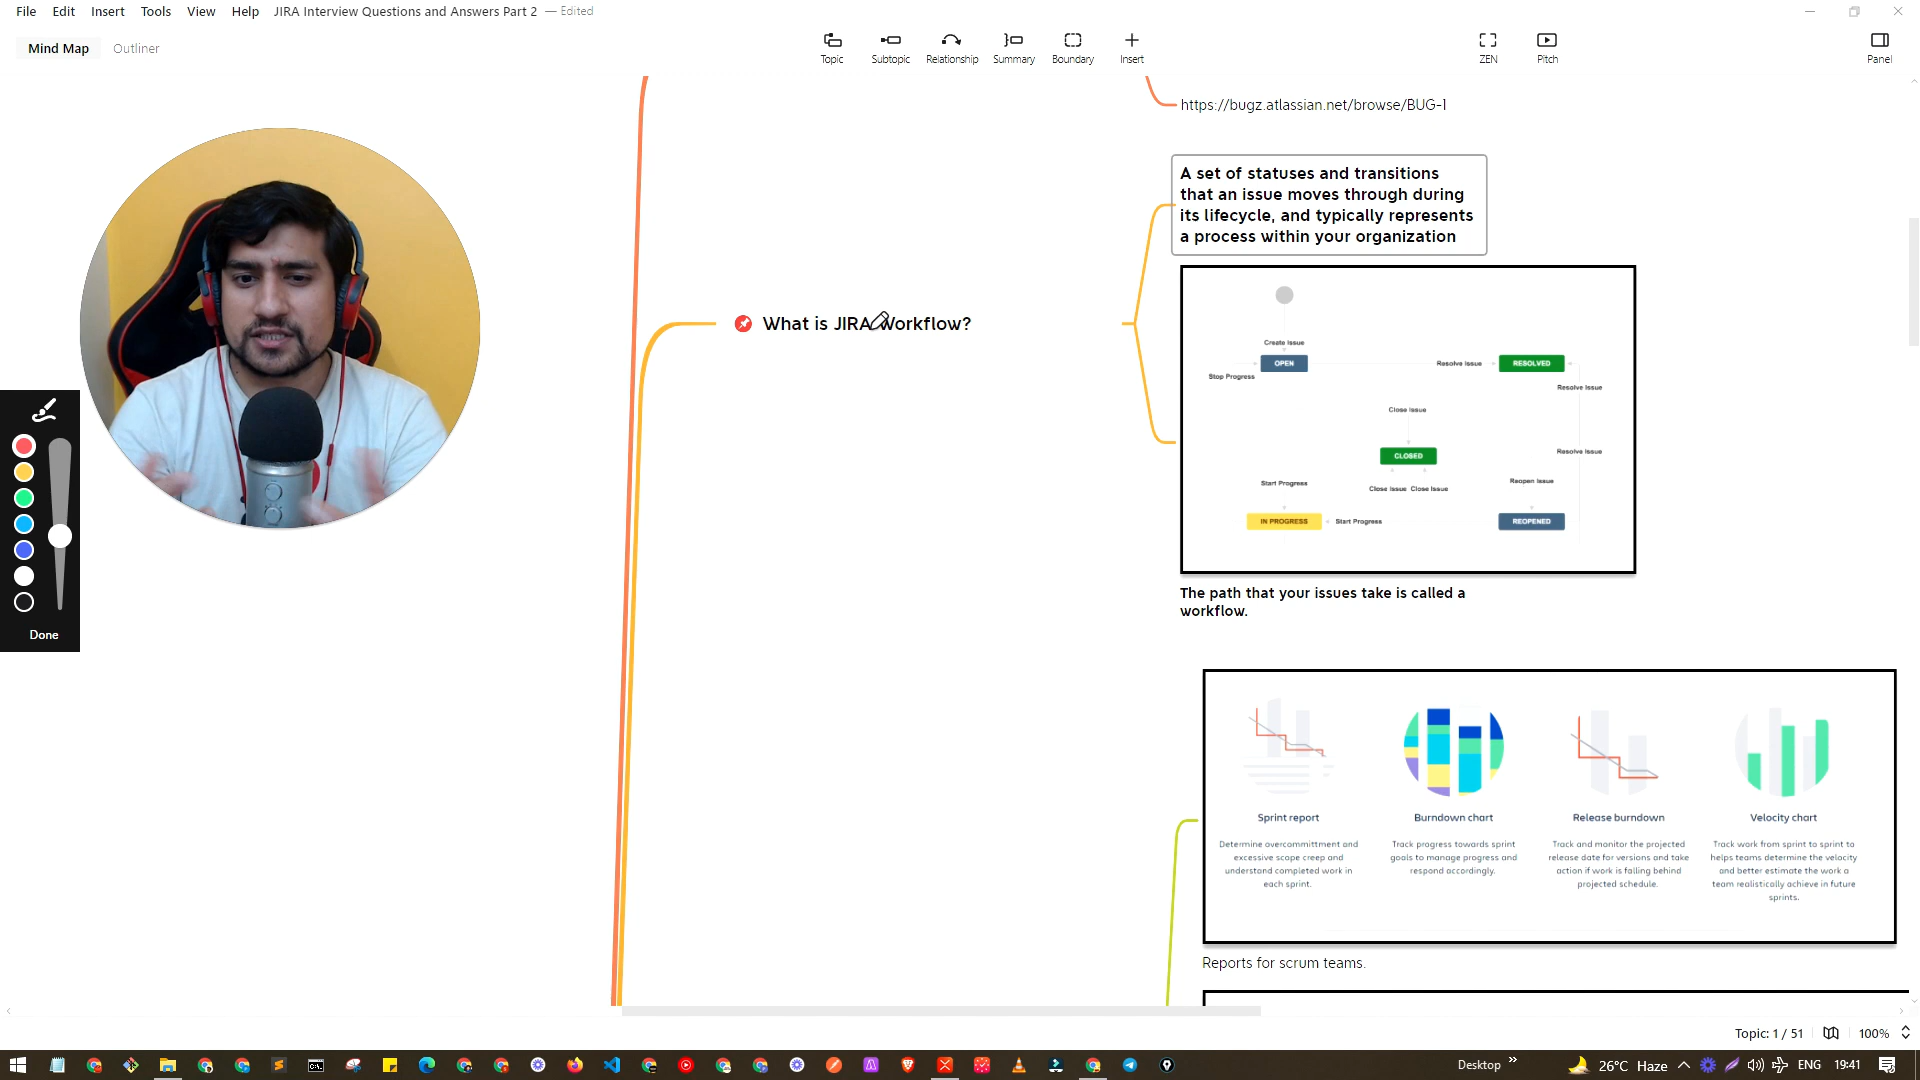 File Edit Insert Tools View Help JIRA Interview Questions and Answers Part 2 — Edited
Mind Map Outliner
Topic Subtopic Relationship Summary Boundary Insert
ZEN Pitch
Panel
https://bugz.atlassian.net/browse/BUG-1
A set of statuses and transitions
that an issue moves through during
its lifecycle, and typically represents
a process within your organization
What is JIRA Workflow?
Create Issue
OPEN
Stop Progress
Resolve Issue
RESOLVED
Resolve Issue
Close Issue
CLOSED
Resolve Issue
Start Progress
Close Issue Close Issue
Reopen Issue
IN PROGRESS
Start Progress
REOPENED
The path that your issues take is called a
workflow.
Done
Sprint report
Determine overcommittment and
excessive scope creep and
understand completed work in
each sprint.
Burndown chart
Track progress towards sprint
goals to manage progress and
respond accordingly.
Release burndown
Track and monitor the projected
release date for versions and take
action if work is falling behind
projected schedule.
Velocity chart
Track work from sprint to sprint to
helps teams determine the velocity
and better estimate the work a
team realistically achieve in future
sprints.
Reports for scrum teams.
Topic: 1 / 51 100%
Desktop 26°C Haze ENG 19:41